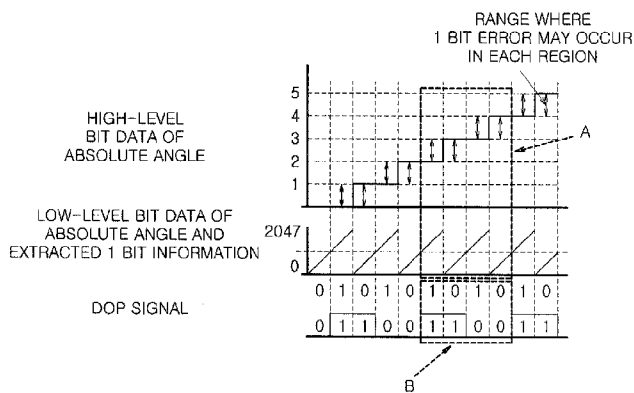 RANGE WHERE
1 BIT ERROR MAY OCCUR
IN EACH REGION
HIGH-LEVEL
BIT DATA OF
ABSOLUTE ANGLE
5
4
3
2
1
A
LOW-LEVEL BIT DATA OF
ABSOLUTE ANGLE AND
EXTRACTED 1 BIT INFORMATION
2047
0
0 1 0 1 0 1 0 1 0 1 0
DOP SIGNAL
0 1 1 0 0 1 1 0 0 1 1
B